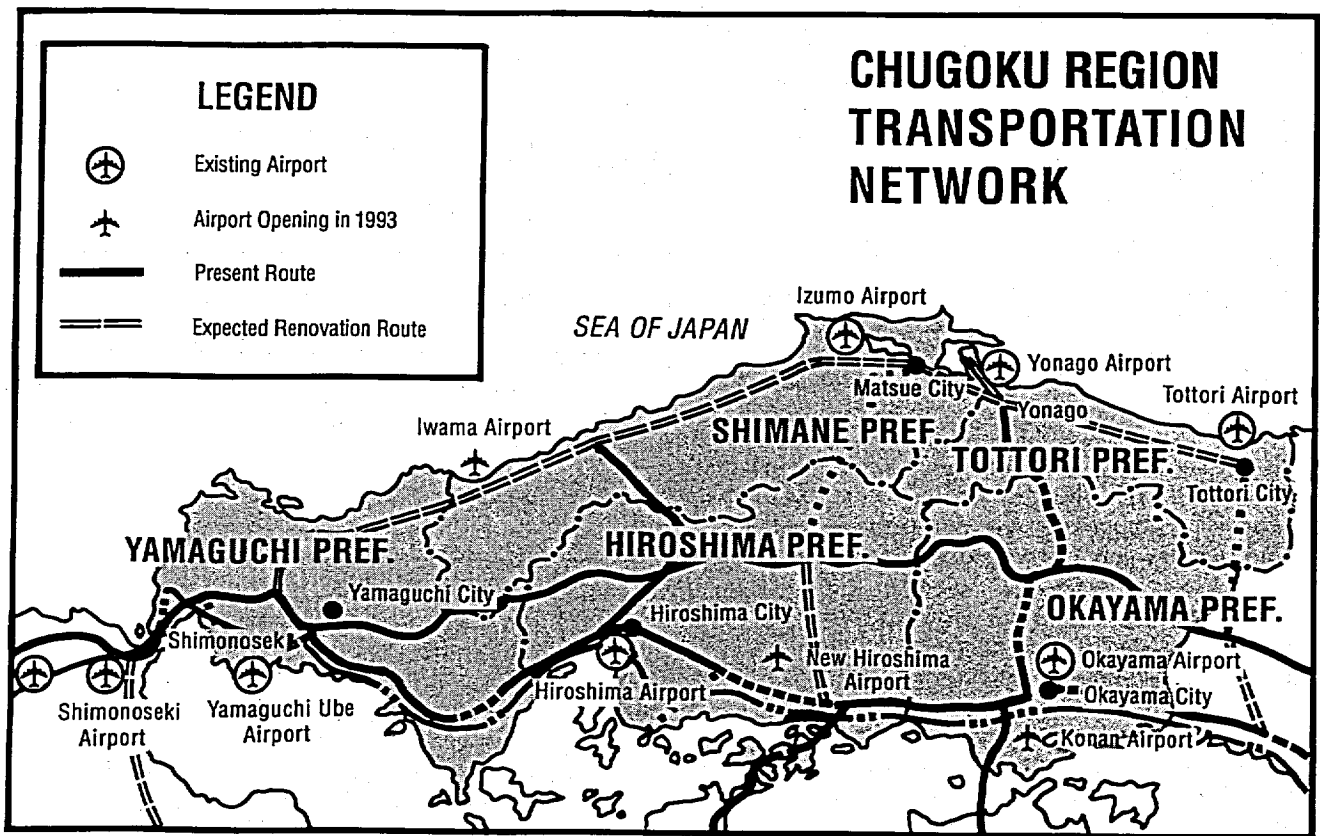 CHUGOKU REGION
TRANSPORTATION
NETWORK
LEGEND
Existing Airport
Airport Opening in 1993
Present Route
Expected Renovation Route
SEA OF JAPAN
Izumo Airport
Yonago Airport
Matsue City
Yonago
Tottori Airport
Iwama Airport
SHIMANE PREF.
TOTTORI PREF.
Tottori City
YAMAGUCHI PREF.
HIROSHIMA PREF.
Yamaguchi City
Hiroshima City
OKAYAMA PREF.
Shimonosek
New Hiroshima
Airport
Okayama Airport
Hiroshima Airport
Okayama City
Shimonoseki
Airport
Yamaguchi Ube
Airport
Konan Airport